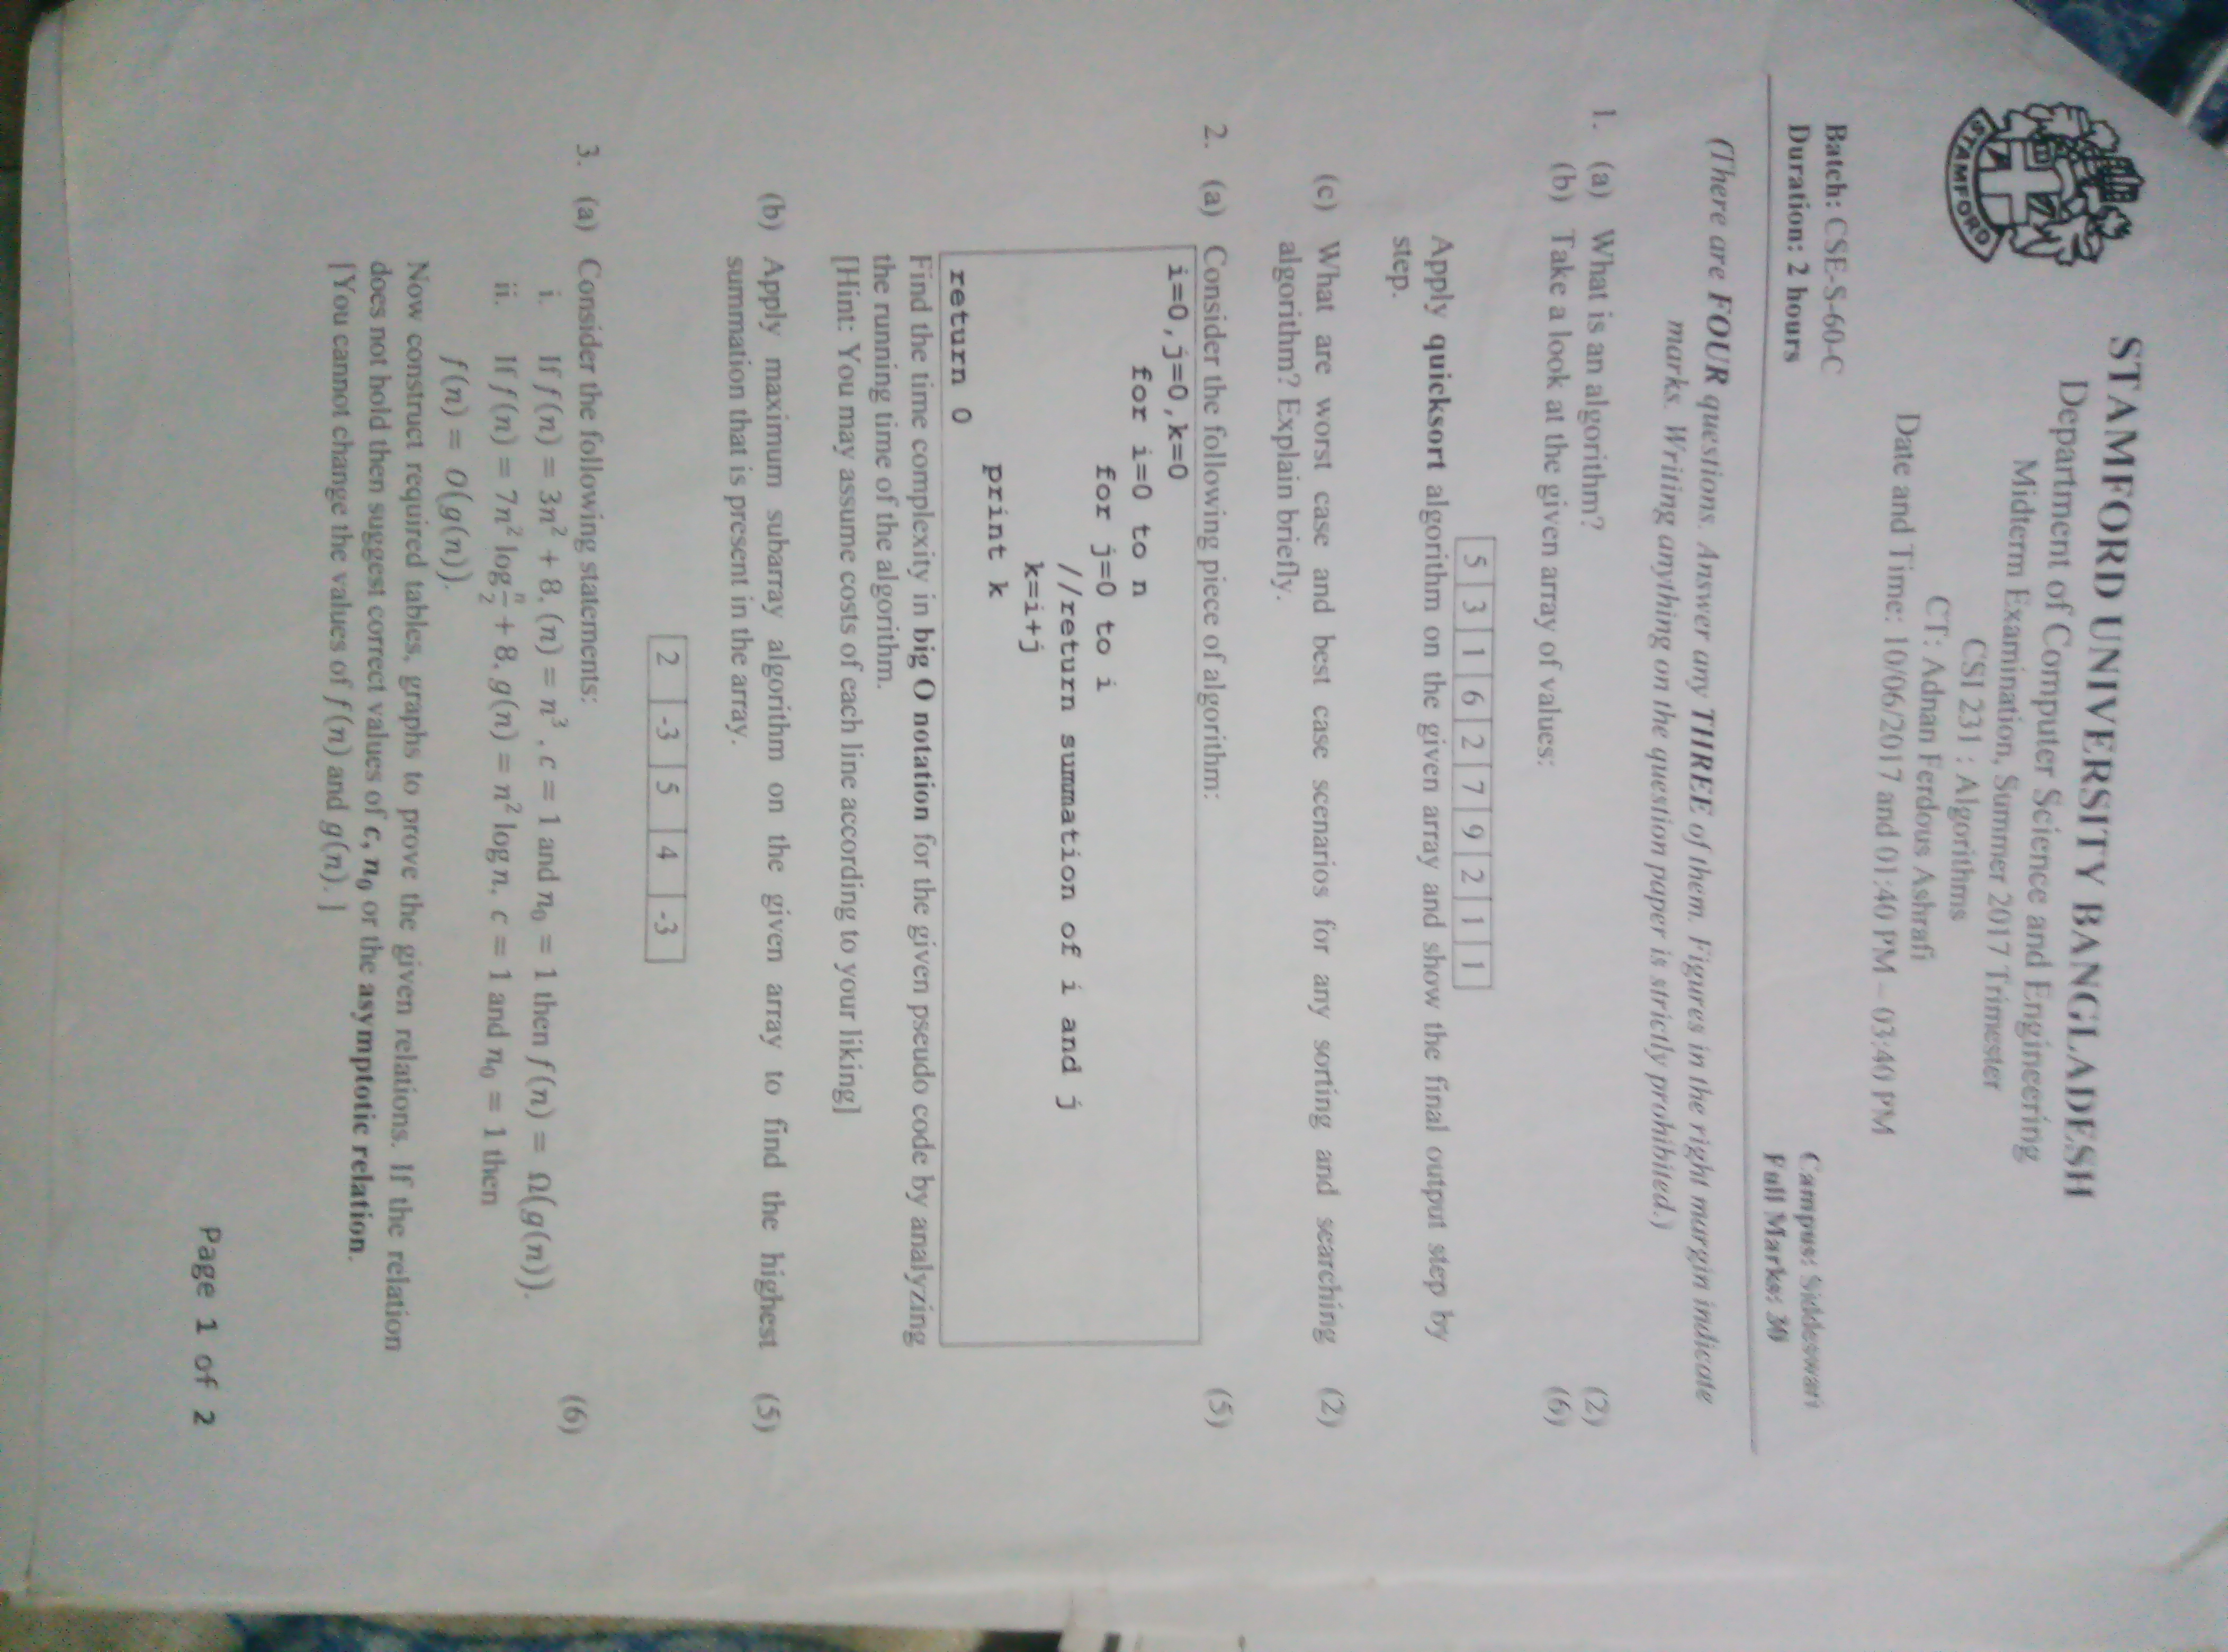 STAMFORD
STAMFORD UNIVERSITY BANGLADESH
Department of Computer Science and Engineering
Midterm Examination, Summer 2017 Trimester
CSI 231 : Algorithms
CT: Adnan Ferdous Ashrafi
Date and Time: 10/06/2017 and 01:40 PM – 03:40 PM
Batch: CSE-S-60-C Campus: Siddeswari
Duration: 2 hours Full Marks: 30
(There are FOUR questions. Answer any THREE of them. Figures in the right margin indicate
marks. Writing anything on the question paper is strictly prohibited.)
1. (a) What is an algorithm? (2)
(b) Take a look at the given array of values: (6)
5 3 1 6 2 7 9 2 1 1
Apply quicksort algorithm on the given array and show the final output step by
step.
(c) What are worst case and best case scenarios for any sorting and searching (2)
algorithm? Explain briefly.
2. (a) Consider the following piece of algorithm: (5)
i=0,j=0,k=0
for i=0 to n
for j=0 to i
//return summation of i and j
k=i+j
print k
return 0
Find the time complexity in big O notation for the given pseudo code by analyzing
the running time of the algorithm.
[Hint: You may assume costs of each line according to your liking]
(b) Apply maximum subarray algorithm on the given array to find the highest (5)
summation that is present in the array.
2 -3 5 4 -3
3. (a) Consider the following statements: (6)
i. If f(n) = 3n² + 8, (n) = n³ , c = 1 and n₀ = 1 then f(n) = Ω(g(n)).
ii. If f(n) = 7n² log n/2 + 8, g(n) = n² log n, c = 1 and n₀ = 1 then
f(n) = O(g(n)).
Now construct required tables, graphs to prove the given relations. If the relation
does not hold then suggest correct values of c, n₀ or the asymptotic relation.
[You cannot change the values of f(n) and g(n). ]
Page 1 of 2